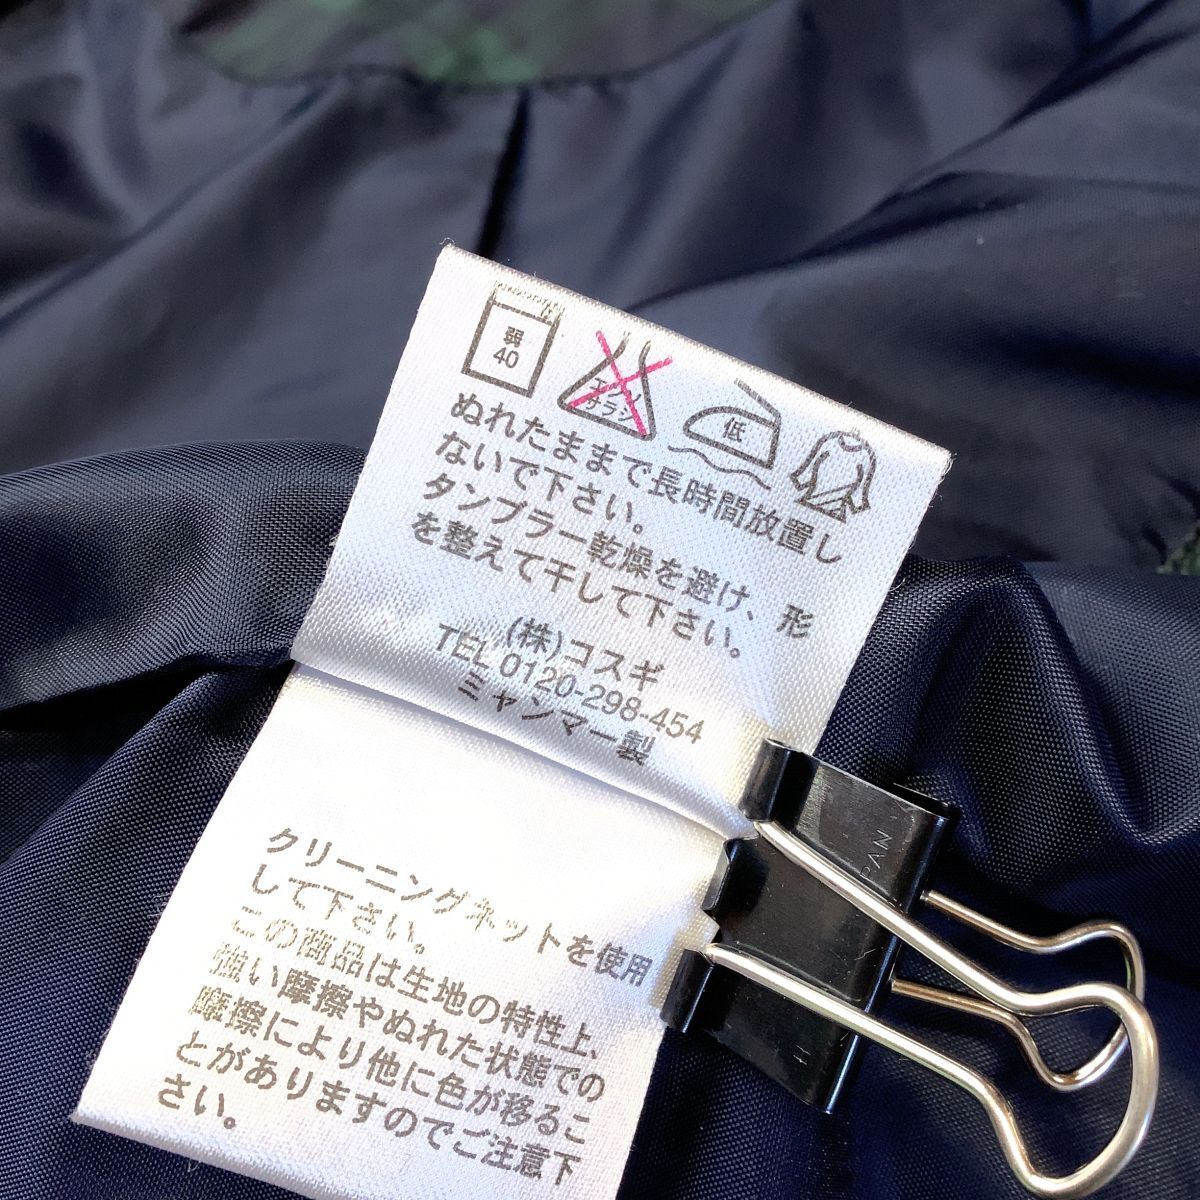 弱
40
エンソ
サラシ
低
ぬれたままで長時間放置し
ないで下さい。
タンブラー乾燥を避け、形
を整えて干して下さい。
(株)コスギ
TEL 0120-298-454
ミャンマー製
クリーニングネットを使用
して下さい。
この商品は生地の特性上、
強い摩擦やぬれた状態での
摩擦により他に色が移るこ
とがありますのでご注意下
さい。
PAN
H